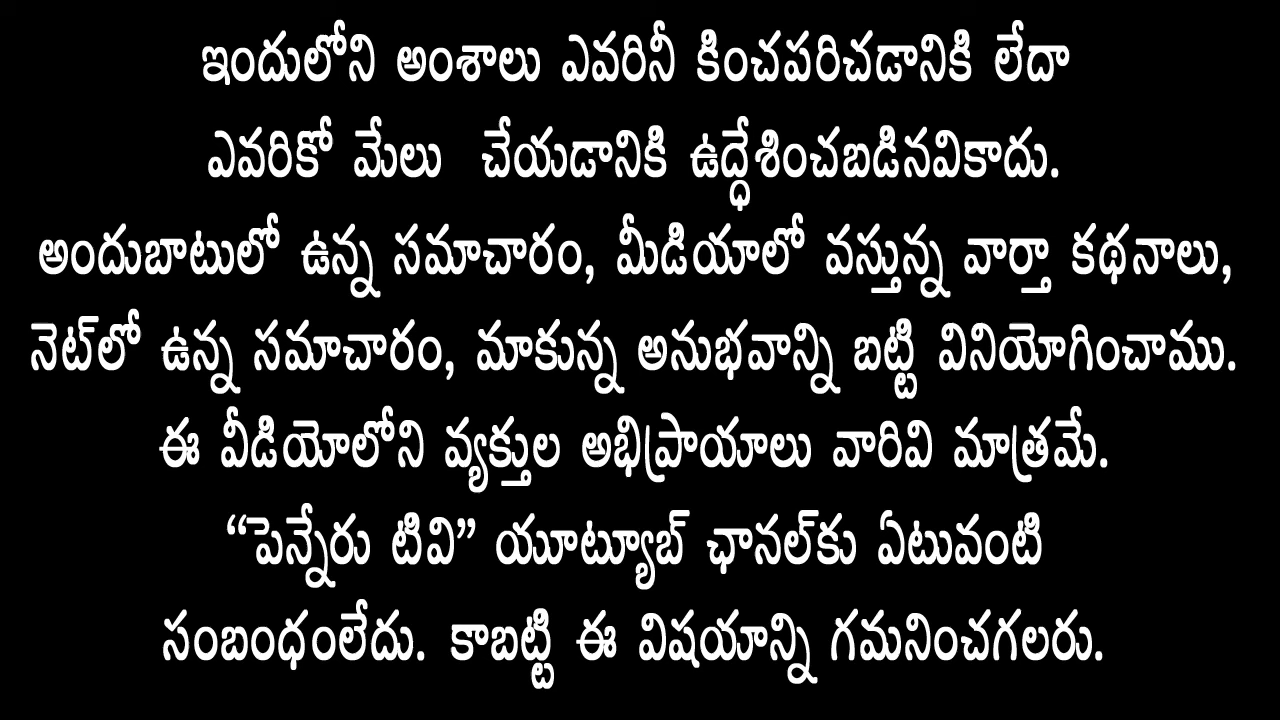 ఇందులోని అంశాలు ఎవరినీ కించపరిచడానికి లేదా
ఎవరికో మేలు చేయడానికి ఉద్ధేశించబడినవికాదు.
అందుబాటులో ఉన్న సమాచారం, మీడియాలో వస్తున్న వార్తా కథనాలు,
నెట్‌లో ఉన్న సమాచారం, మాకున్న అనుభవాన్ని బట్టి వినియోగించాము.
ఈ వీడియోలోని వ్యక్తుల అభిప్రాయాలు వారివి మాత్రమే.
“పెన్నేరు టివి” యూట్యూబ్ ఛానల్‌కు ఏటువంటి
సంబంధంలేదు. కాబట్టి ఈ విషయాన్ని గమనించగలరు.